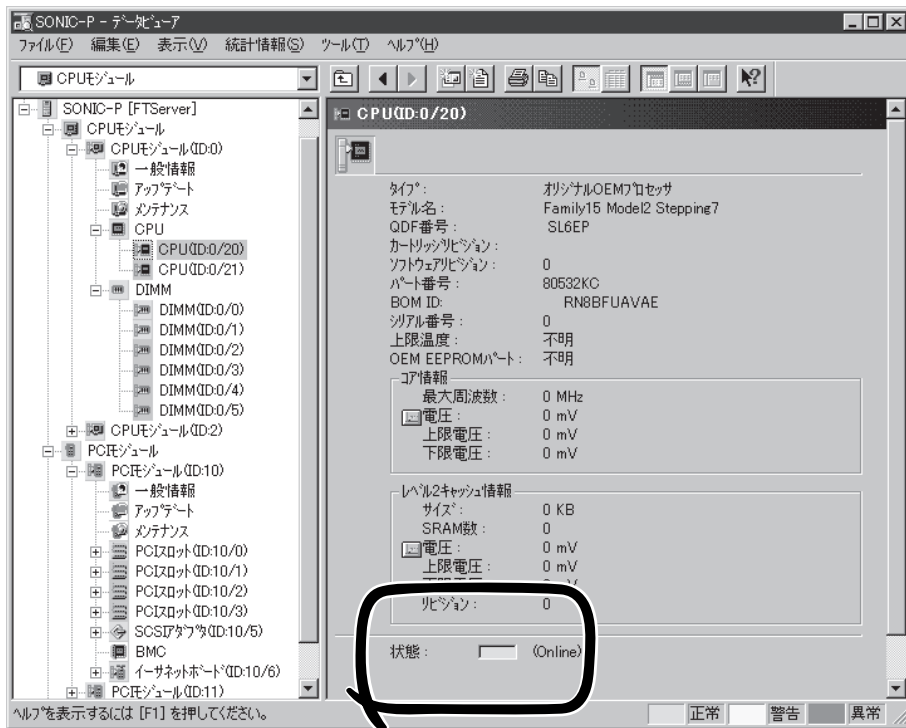 SONIC-P - データビューア
ファイル(F) 編集(E) 表示(V) 統計情報(S) ツール(T) ヘルプ(H)
CPUモジュール
SONIC-P [FTServer]
CPUモジュール
CPUモジュール(ID:0)
一般情報
アップデート
メンテナンス
CPU
CPU(ID:0/20)
CPU(ID:0/21)
DIMM
DIMM(ID:0/0)
DIMM(ID:0/1)
DIMM(ID:0/2)
DIMM(ID:0/3)
DIMM(ID:0/4)
DIMM(ID:0/5)
CPUモジュール(ID:2)
PCIモジュール
PCIモジュール(ID:10)
一般情報
アップデート
メンテナンス
PCIスロット(ID:10/0)
PCIスロット(ID:10/1)
PCIスロット(ID:10/2)
PCIスロット(ID:10/3)
SCSIアダプタ(ID:10/5)
BMC
イーサネットボード(ID:10/6)
PCIモジュール(ID:11)
CPU(ID:0/20)
タイプ: オリジナルOEMプロセッサ
モデル名: Family15 Model2 Stepping7
QDF番号: SL6EP
カートリッジリビジョン:
ソフトウェアリビジョン: 0
パート番号: 80532KC
BOM ID: RN8BFUAVAE
シリアル番号: 0
上限温度: 不明
OEM EEPROMパート: 不明
コア情報
最大周波数: 0 MHz
電圧: 0 mV
上限電圧: 0 mV
下限電圧: 0 mV
レベル2キャッシュ情報
サイズ: 0 KB
SRAM数: 0
電圧: 0 mV
上限電圧: 0 mV
下限電圧: 0 mV
リビジョン: 0
状態: (Online)
ヘルプを表示するには [F1] を押してください。 正常 警告 異常